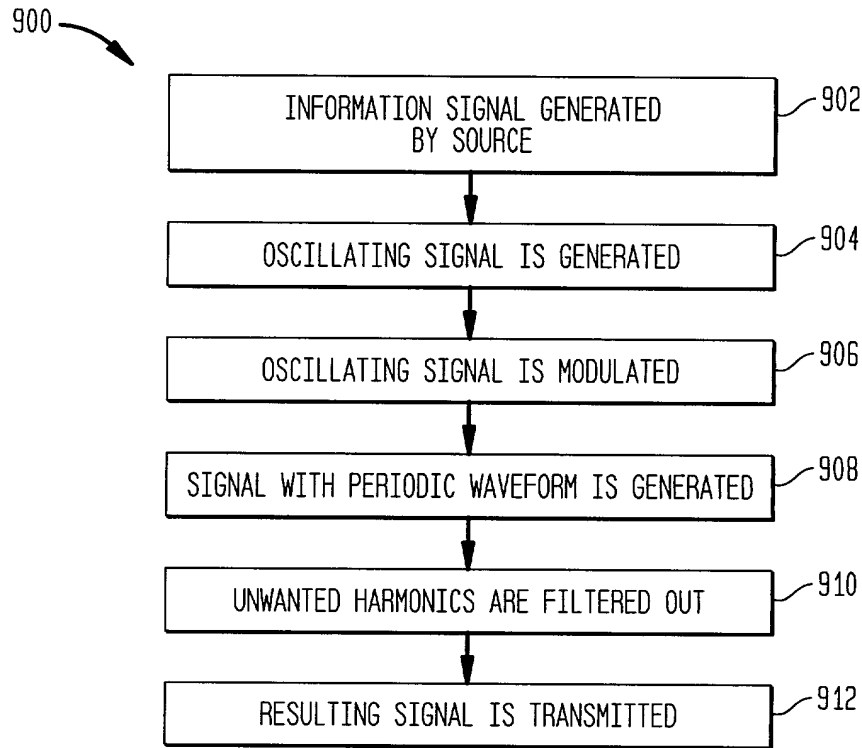 900
INFORMATION SIGNAL GENERATED
BY SOURCE
902
OSCILLATING SIGNAL IS GENERATED
904
OSCILLATING SIGNAL IS MODULATED
906
SIGNAL WITH PERIODIC WAVEFORM IS GENERATED
908
UNWANTED HARMONICS ARE FILTERED OUT
910
RESULTING SIGNAL IS TRANSMITTED
912